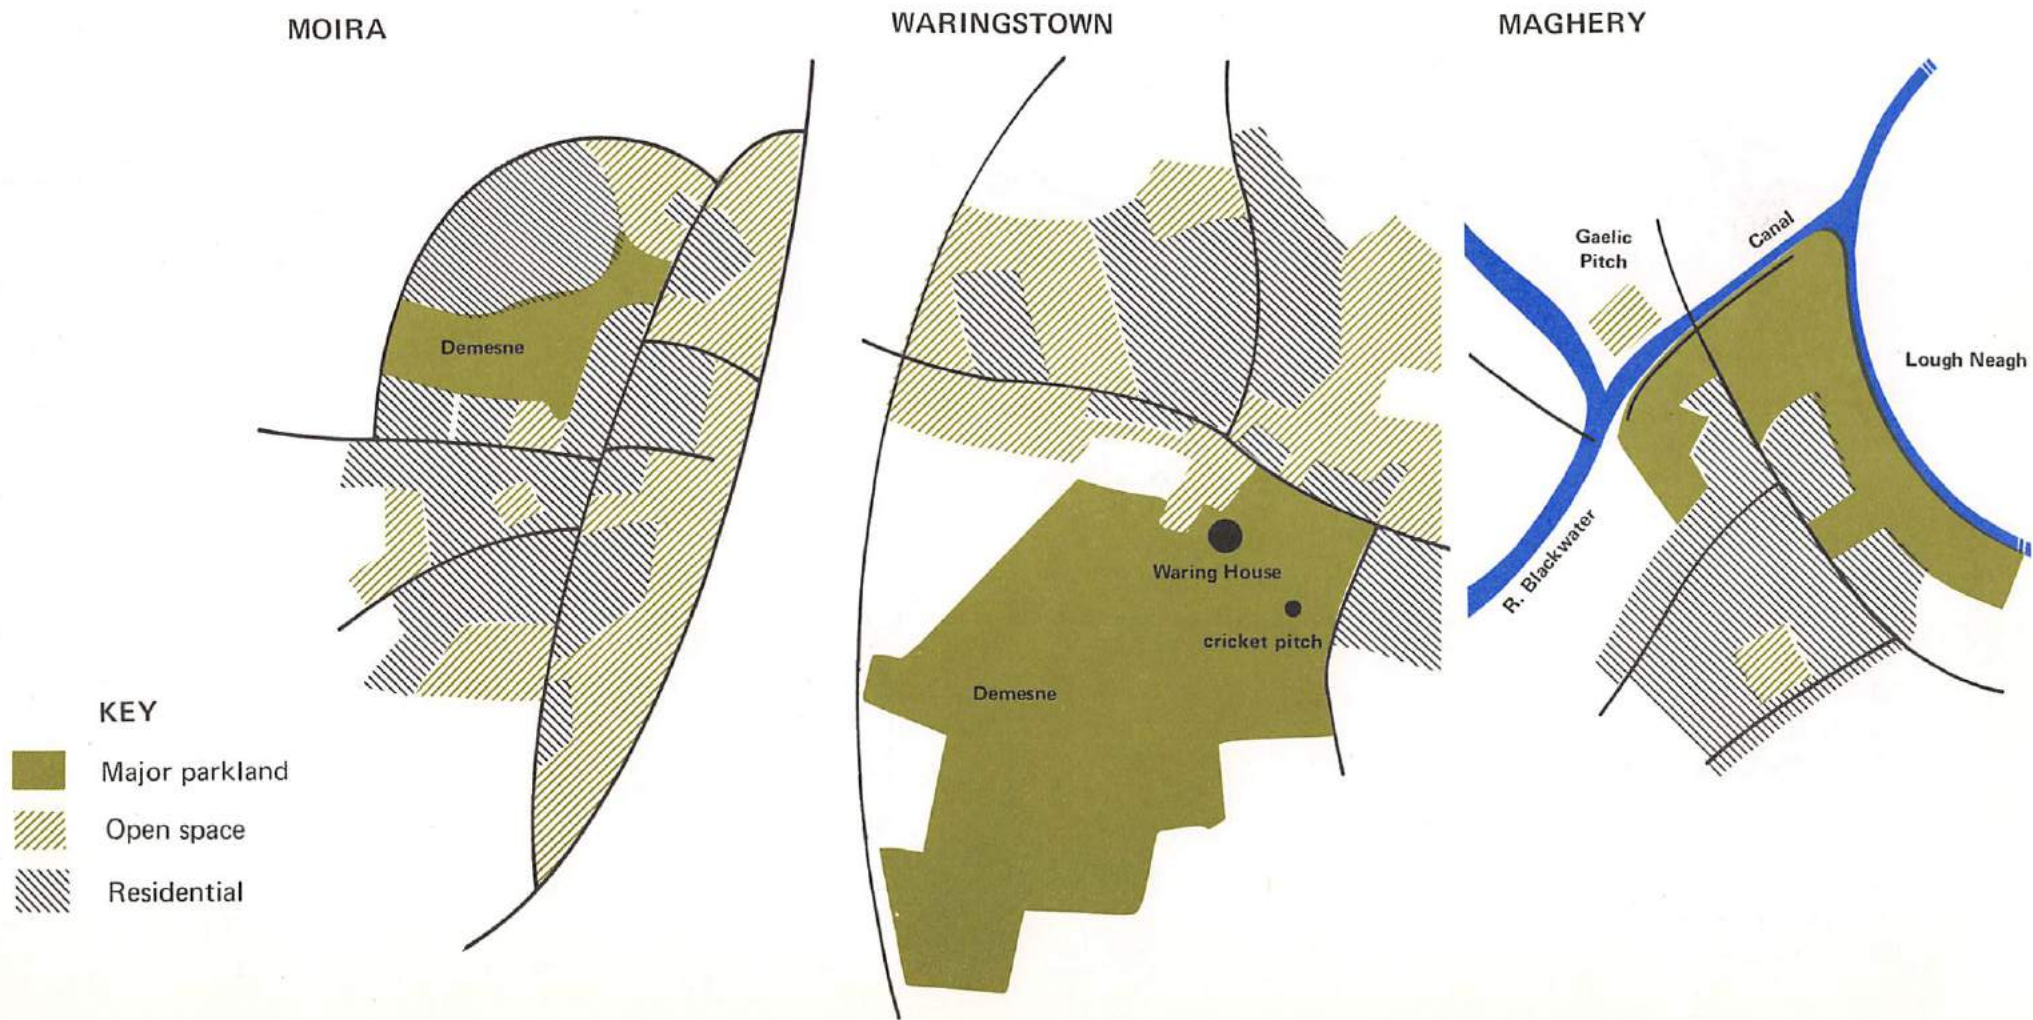 MOIRA
Demesne
KEY
Major parkland
Open space
Residential
WARINGSTOWN
Waring House
cricket pitch
Demesne
MAGHERY
Gaelic
Pitch
Canal
Lough Neagh
R. Blackwater